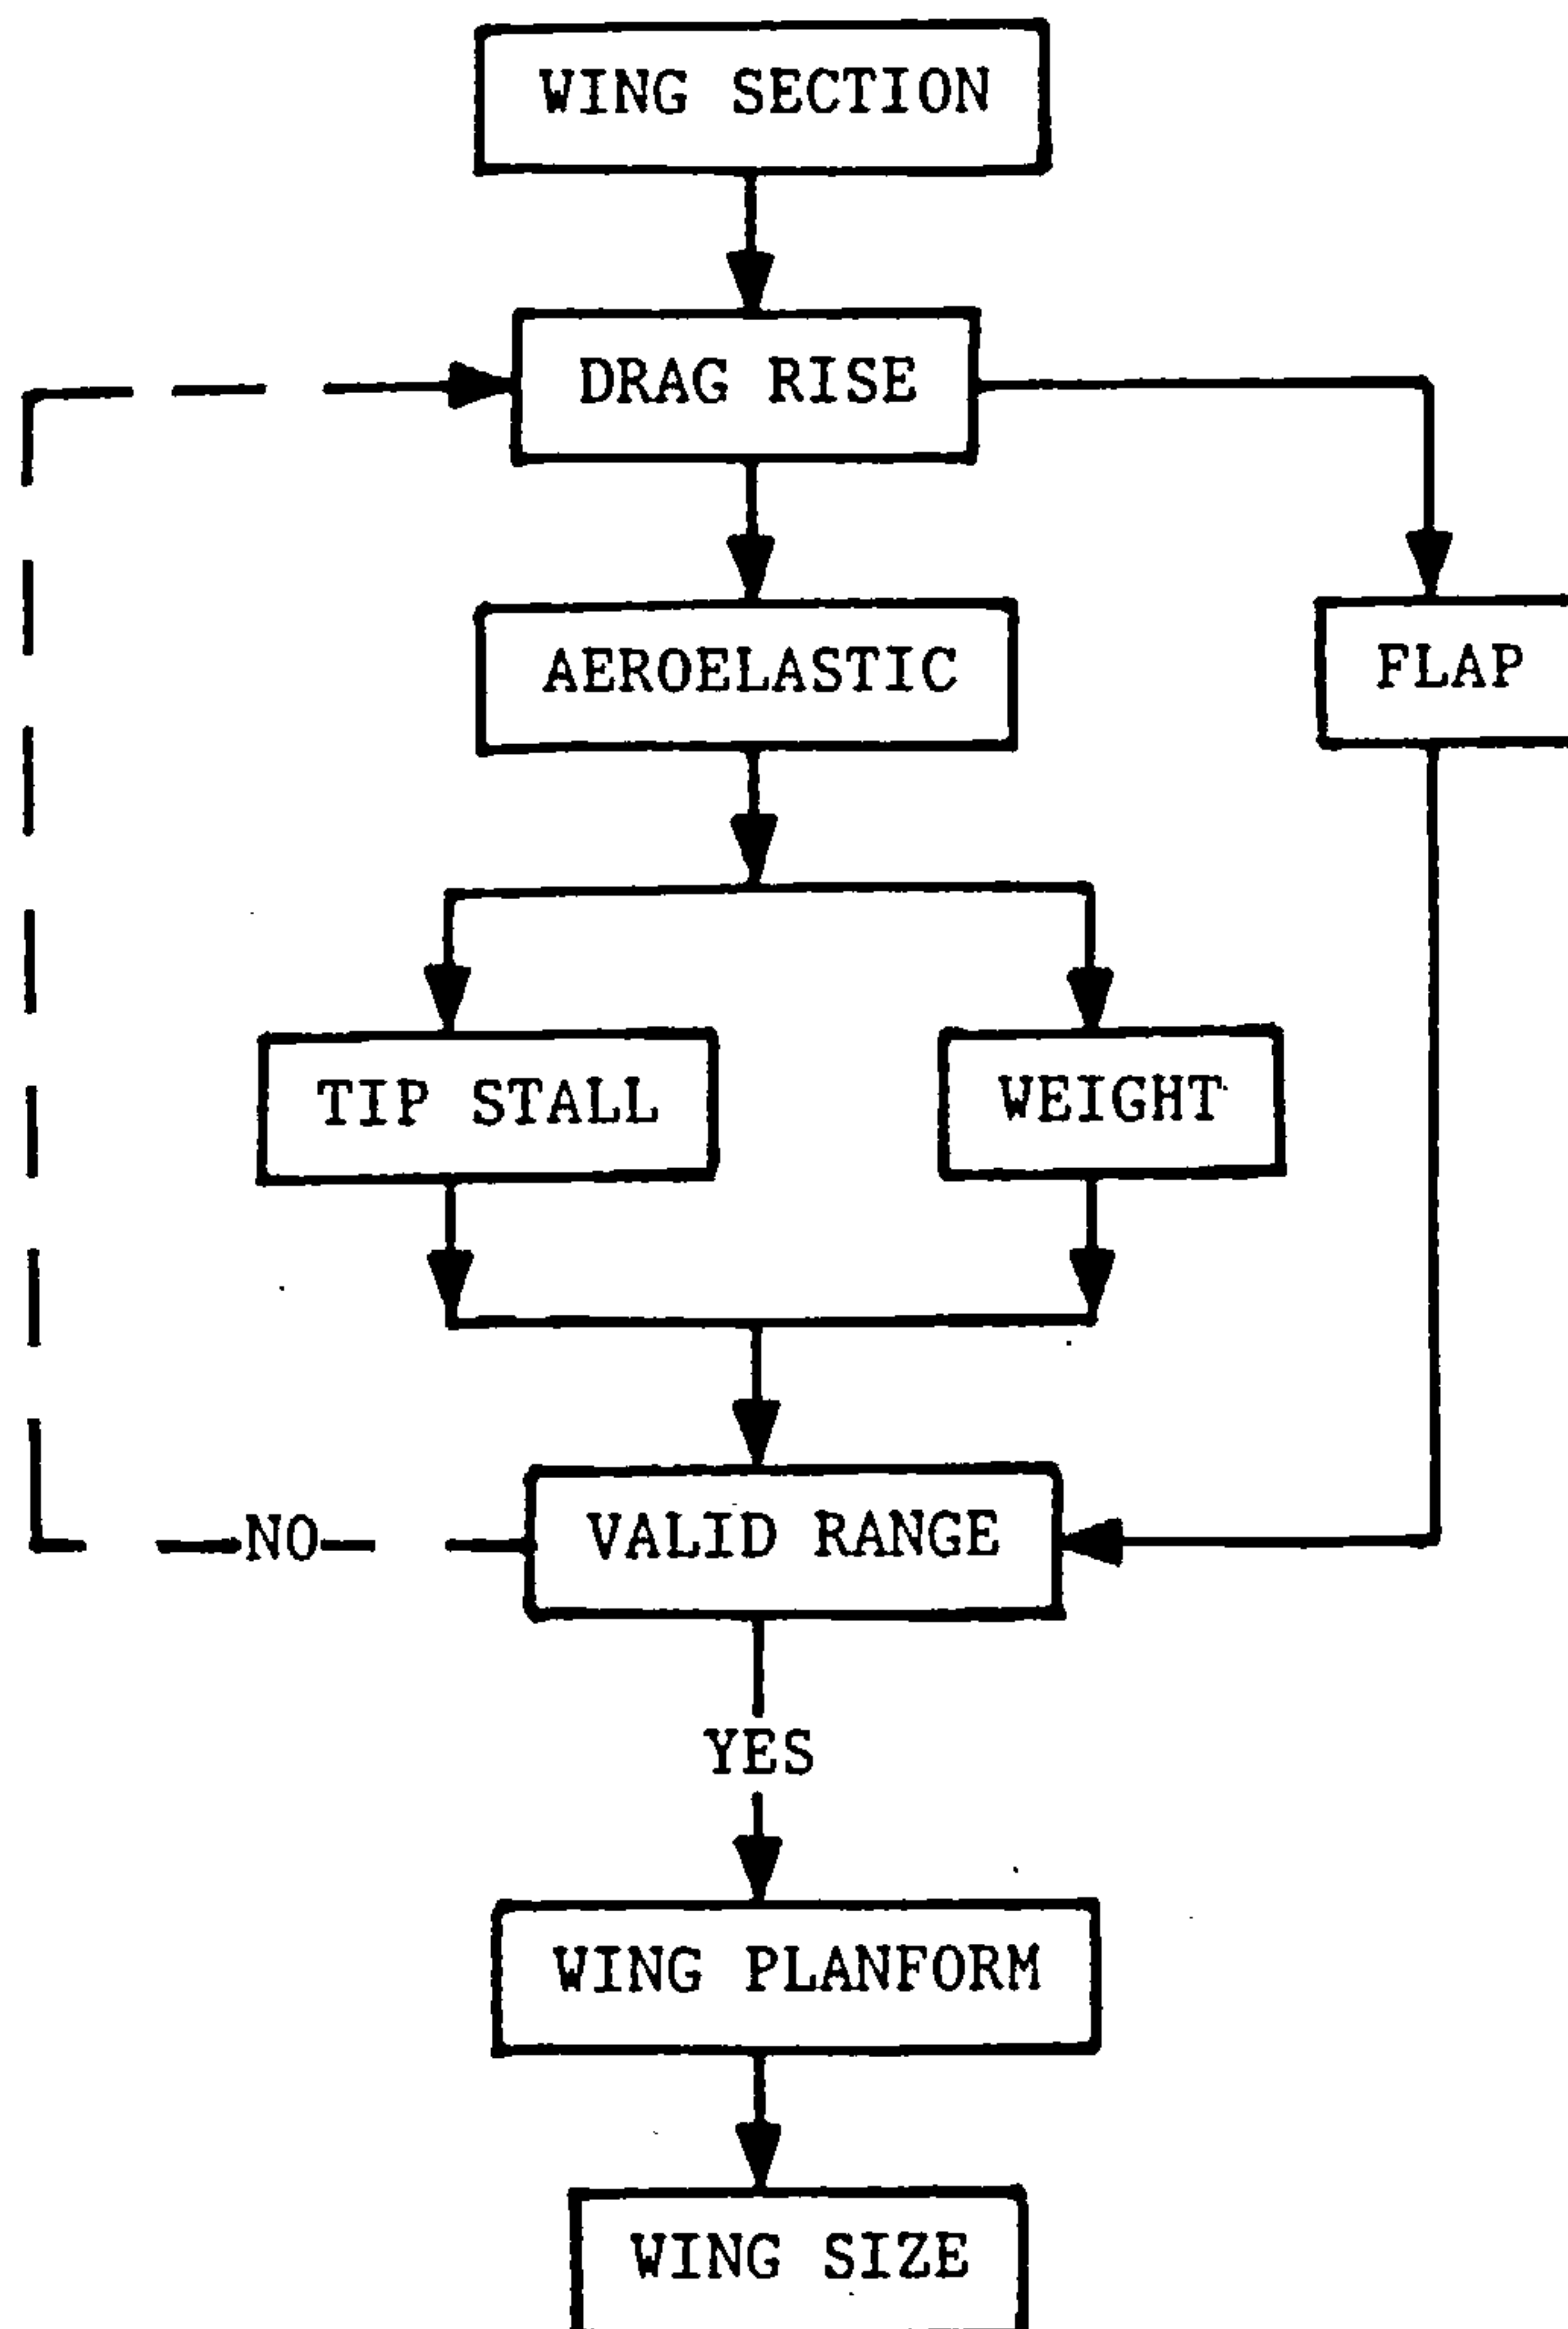 WING SECTION
DRAG RISE
AEROELASTIC
FLAP
TIP STALL
WEIGHT
VALID RANGE
NO
YES
WING PLANFORM
WING SIZE